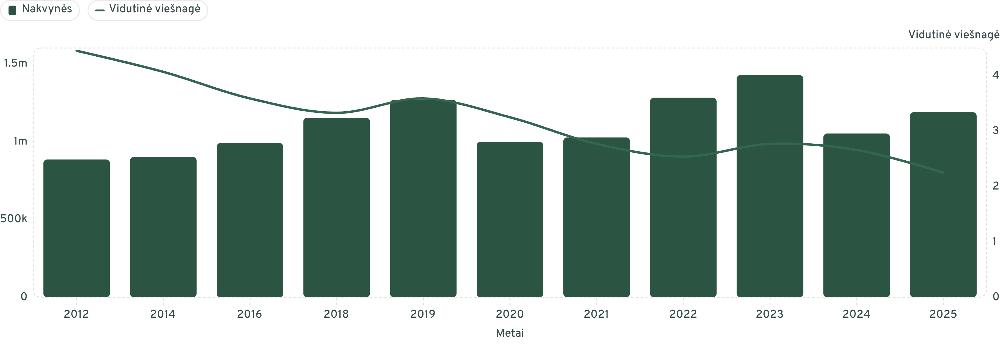 Nakvynės Vidutinė viešnagė
Vidutinė viešnagė
1.5m
4
3
1m
2
500k
1
0 0
2012 2014 2016 2018 2019 2020 2021 2022 2023 2024 2025
Metai